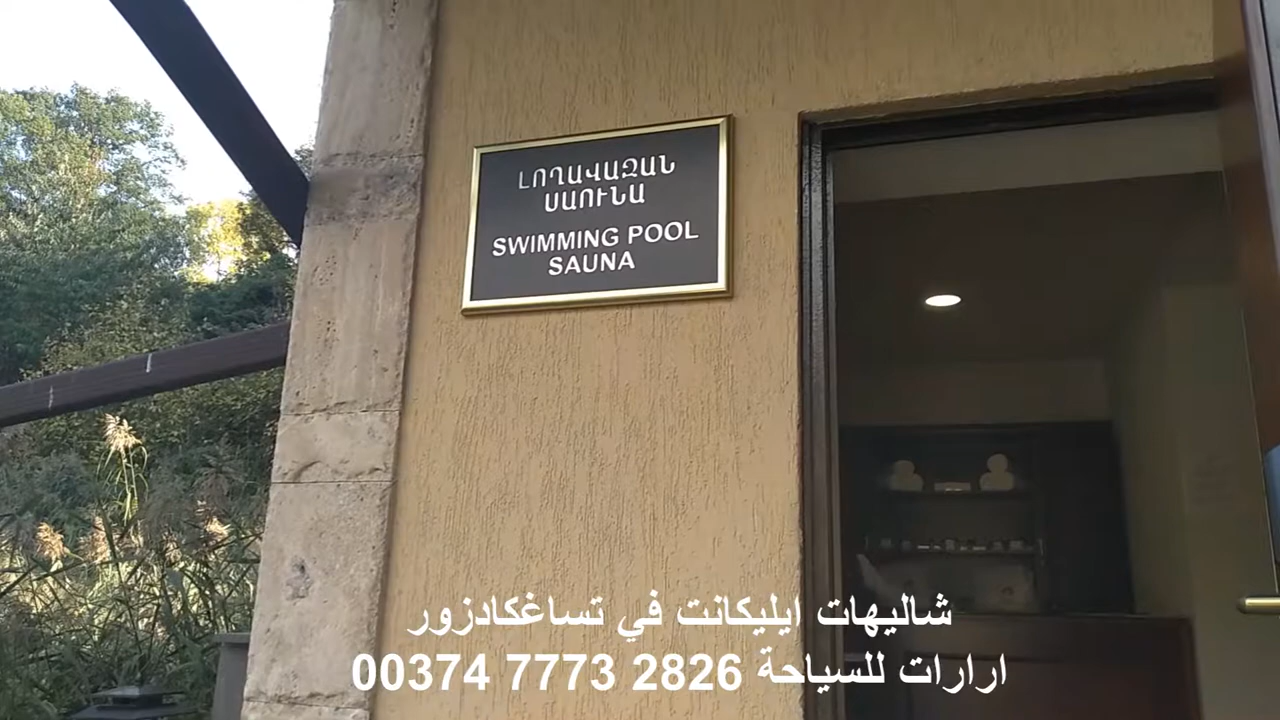 ԼՈՂԱՎԱԶԱՆ
ՍԱՈՒՆԱ
SWIMMING POOL
SAUNA
شاليهات ايليكانت في تساغكادزور
ارارات للسياحة 2826 7773 00374